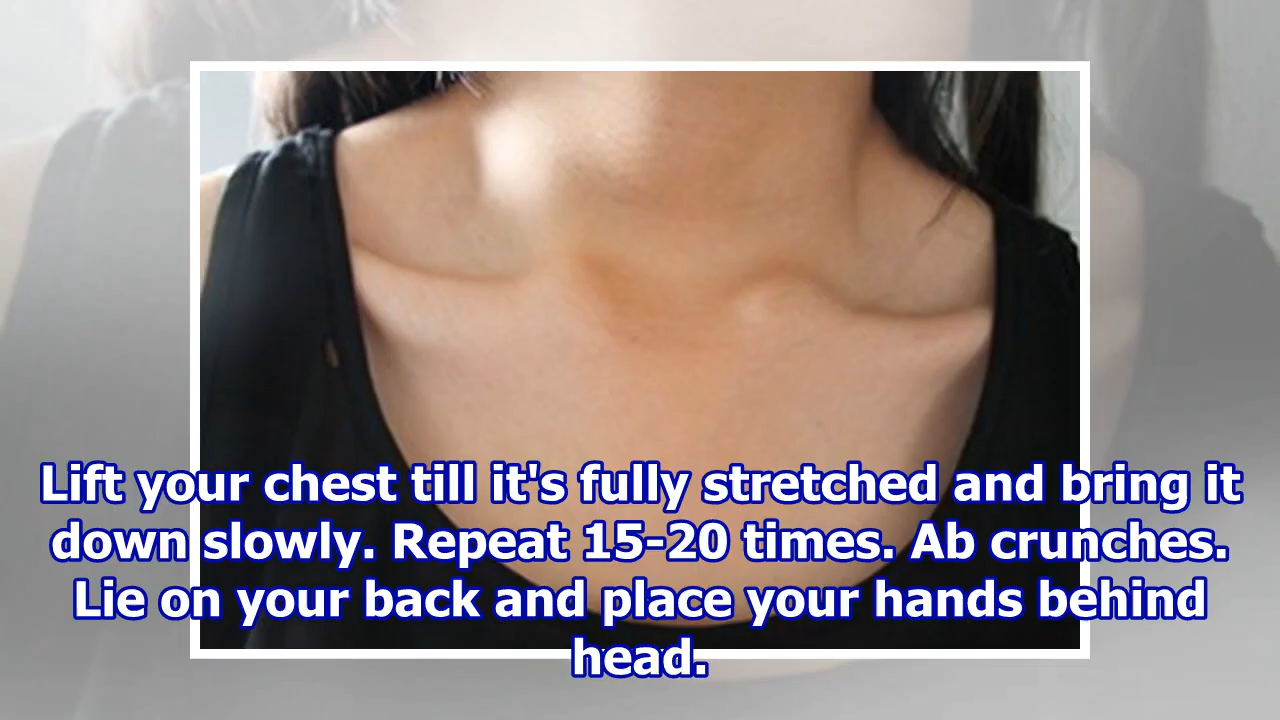 Lift your chest till it's fully stretched and bring it
down slowly. Repeat 15-20 times. Ab crunches.
Lie on your back and place your hands behind
head.